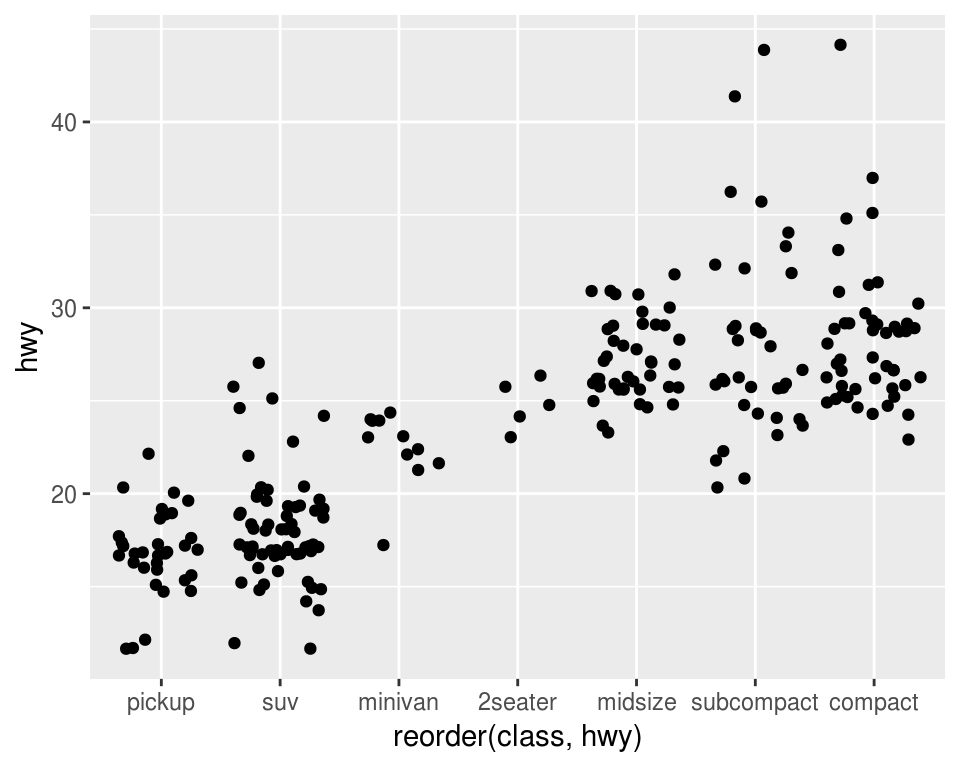 hwy
40
30
20
pickup suv minivan 2seater midsize subcompact compact
reorder(class, hwy)